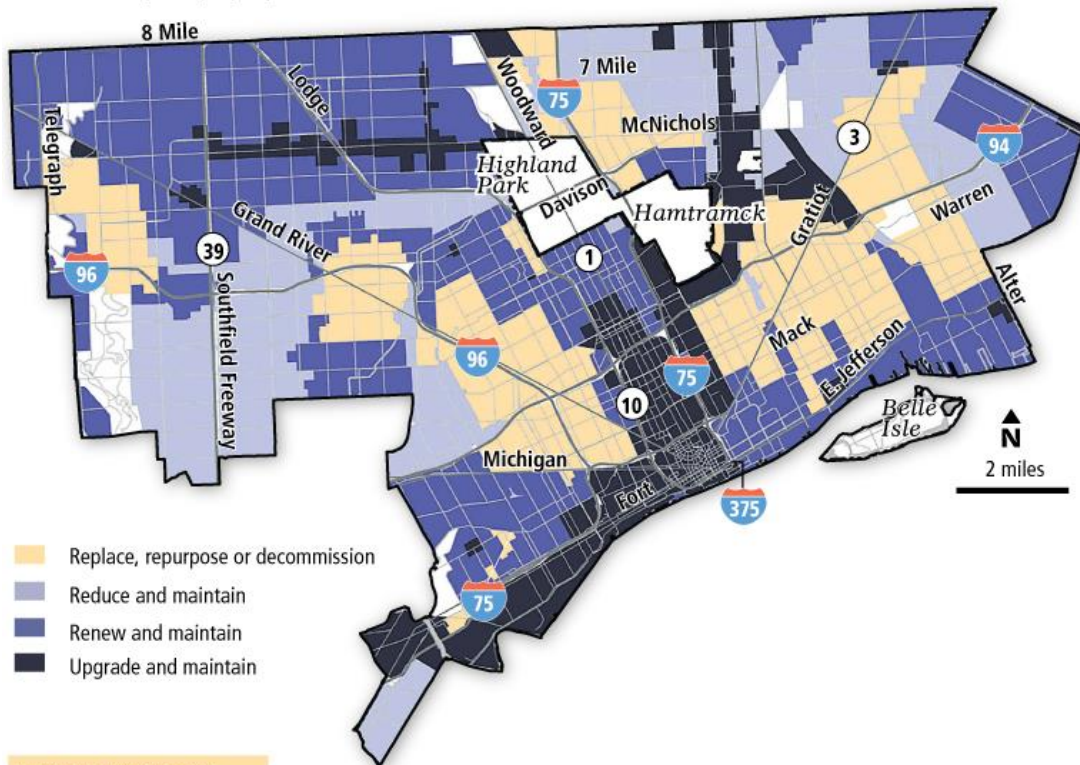 8 Mile
Telegraph
Lodge
Woodward
7 Mile
75
McNichols
3
94
Highland
Park
Davison
Hamtramck
Gratiot
Warren
Grand River
39
96
Southfield Freeway
1
Alter
96
Mack
75
E. Jefferson
10
Belle
Isle
N
2 miles
Michigan
Fort
375
75
Replace, repurpose or decommission
Reduce and maintain
Renew and maintain
Upgrade and maintain